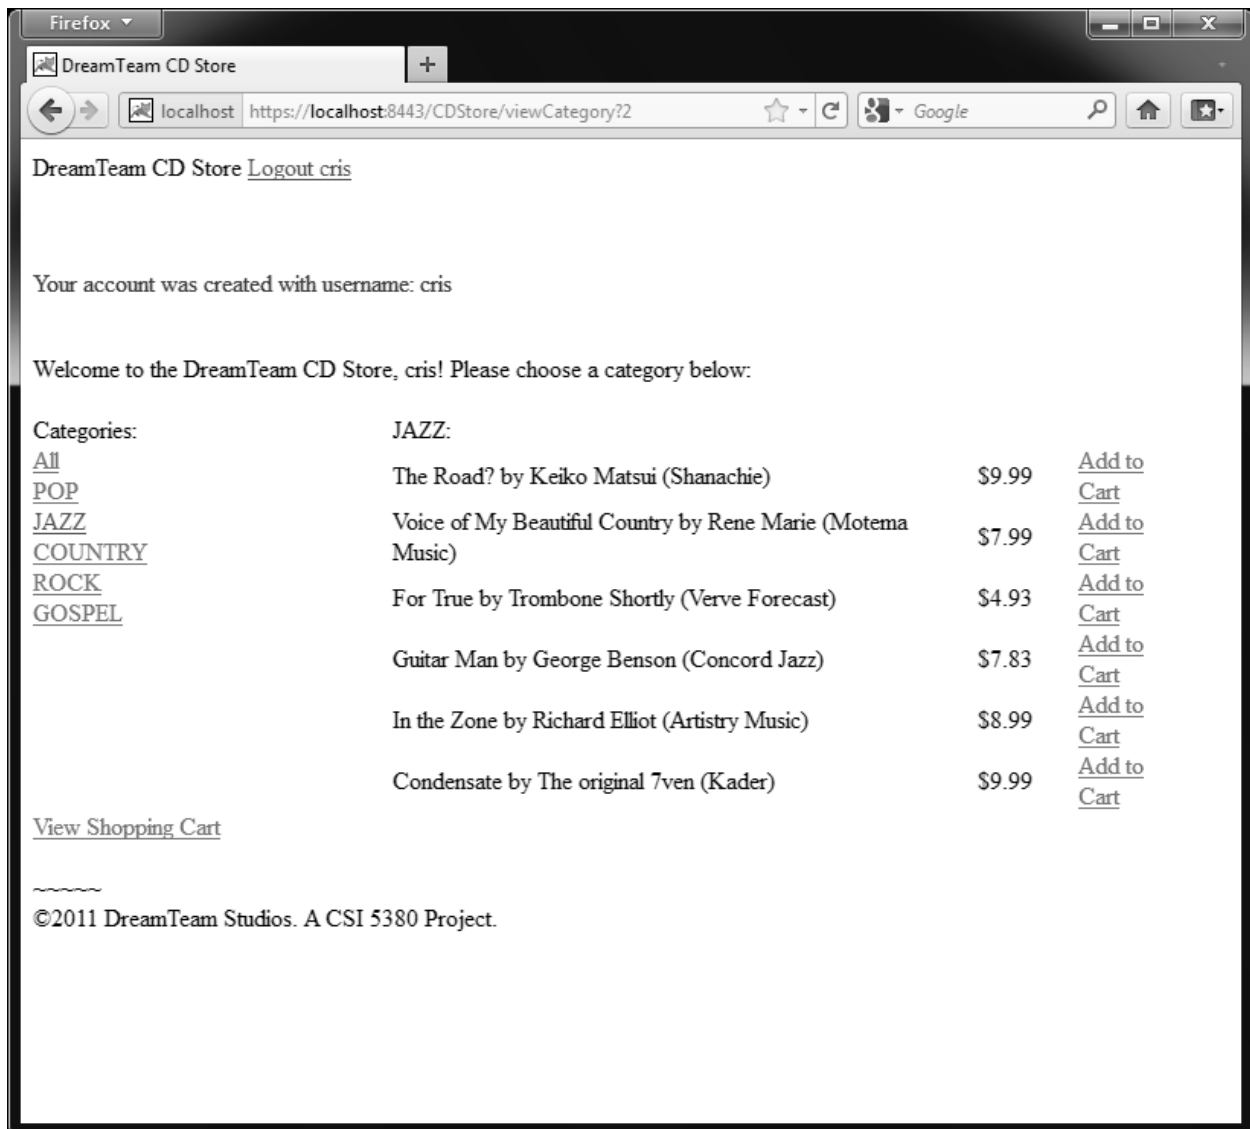 Firefox
DreamTeam CD Store
localhost https://localhost:8443/CDStore/viewCategory?2
Google
DreamTeam CD Store Logout cris
Your account was created with username: cris
Welcome to the DreamTeam CD Store, cris! Please choose a category below:
Categories:
All
POP
JAZZ
COUNTRY
ROCK
GOSPEL
JAZZ:
The Road? by Keiko Matsui (Shanachie) $9.99 Add to
Cart
Voice of My Beautiful Country by Rene Marie (Motema
Music) $7.99 Add to
Cart
For True by Trombone Shortly (Verve Forecast) $4.93 Add to
Cart
Guitar Man by George Benson (Concord Jazz) $7.83 Add to
Cart
In the Zone by Richard Elliot (Artistry Music) $8.99 Add to
Cart
Condensate by The original 7ven (Kader) $9.99 Add to
Cart
View Shopping Cart
~~~~~
©2011 DreamTeam Studios. A CSI 5380 Project.